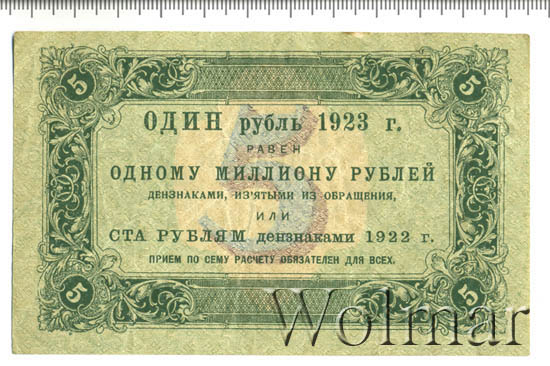 5 5
5
ОДИН рубль 1923 г.
РАВЕН
ОДНОМУ МИЛЛИОНУ РУБЛЕЙ
ДЕНЗНАКАМИ, ИЗ'ЯТЫМИ ИЗ ОБРАЩЕНИЯ,
ИЛИ
СТА РУБЛЯМ дензнаками 1922 г.
ПРИЕМ ПО СЕМУ РАСЧЕТУ ОБЯЗАТЕЛЕН ДЛЯ ВСЕХ.
5 5
Wolmar